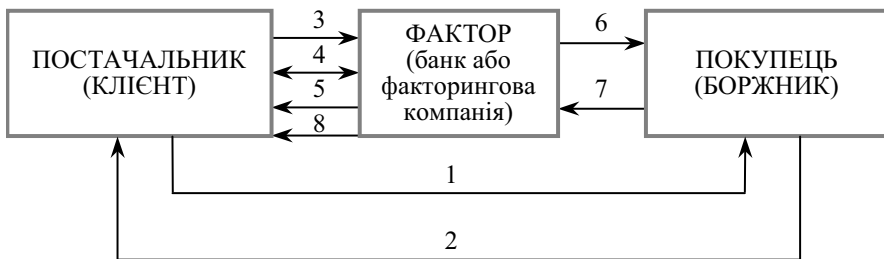 ПОСТАЧАЛЬНИК
(КЛІЄНТ)
3
4
5
8
ФАКТОР
(банк або
факторингова
компанія)
6
7
ПОКУПЕЦЬ
(БОРЖНИК)
1
2